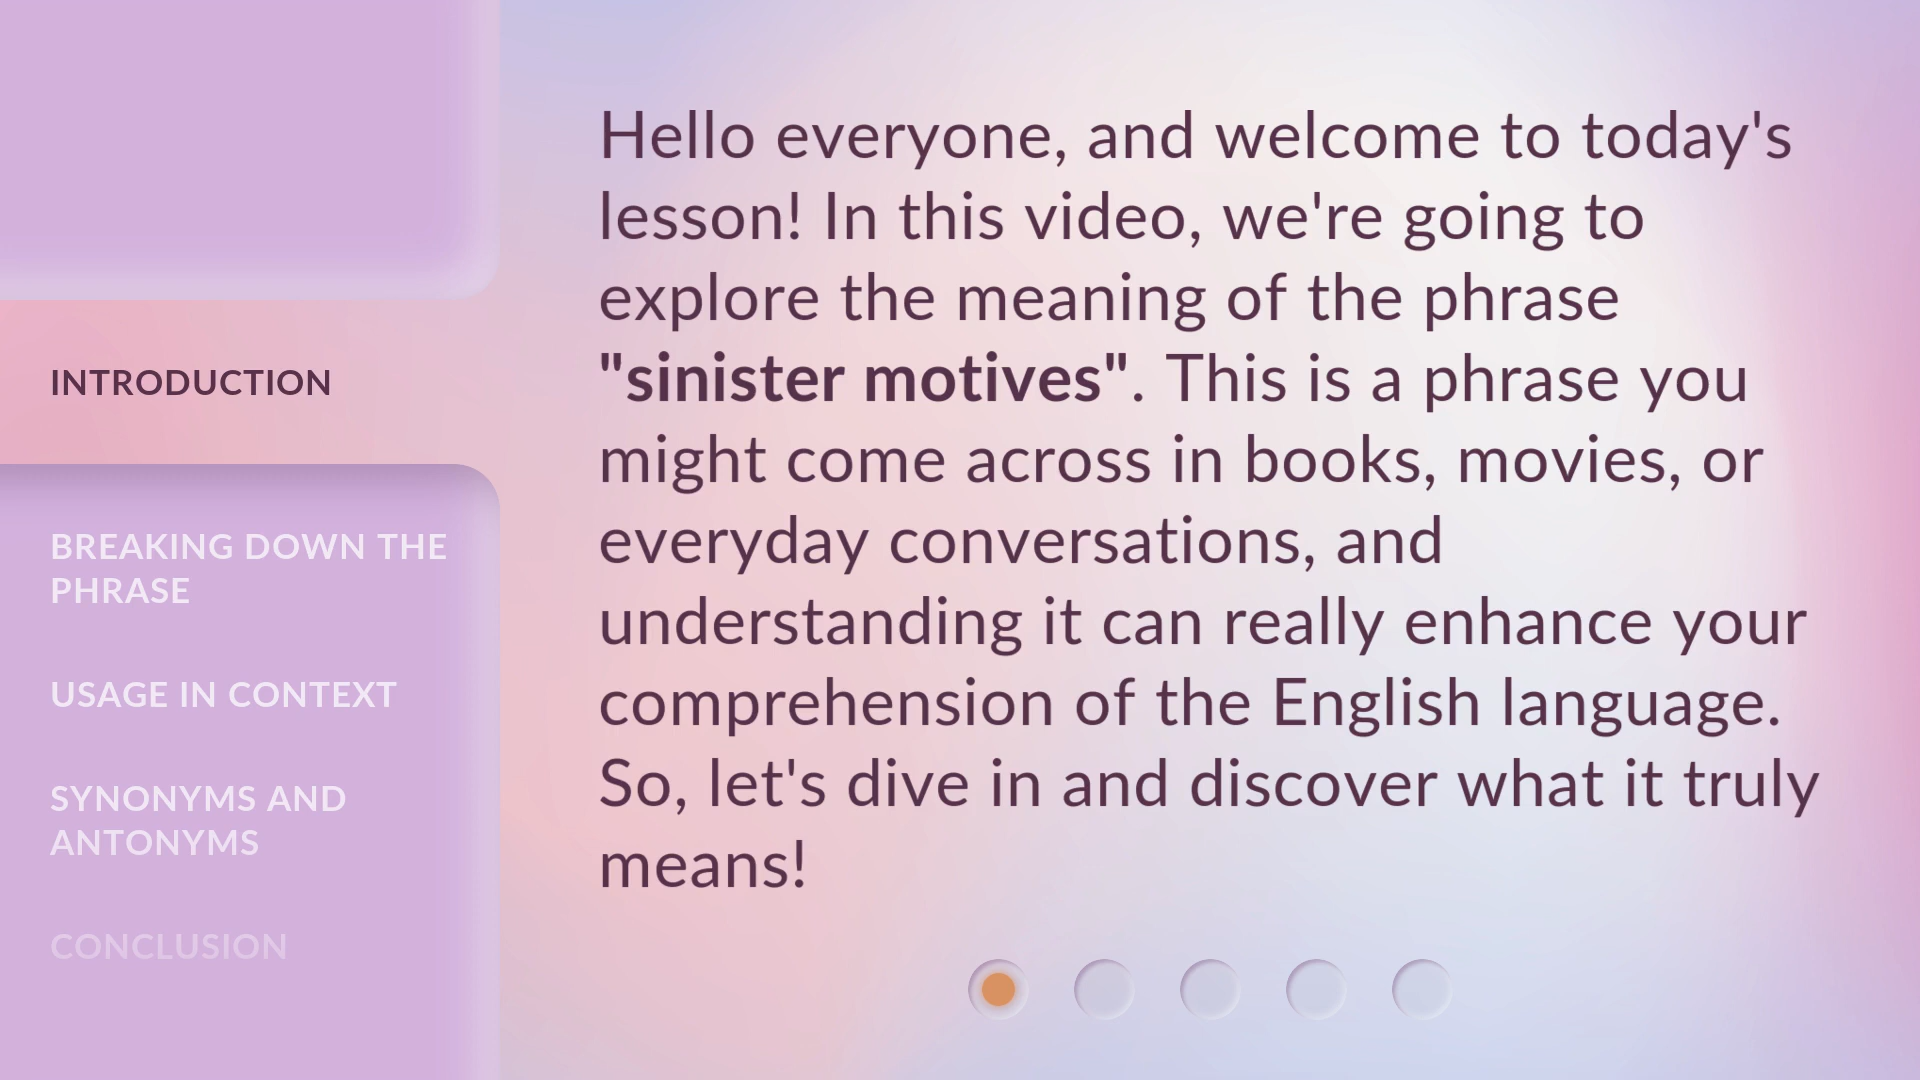 INTRODUCTION
BREAKING DOWN THE
PHRASE
USAGE IN CONTEXT
SYNONYMS AND
ANTONYMS
CONCLUSION
Hello everyone, and welcome to today's
lesson! In this video, we're going to
explore the meaning of the phrase
"sinister motives". This is a phrase you
might come across in books, movies, or
everyday conversations, and
understanding it can really enhance your
comprehension of the English language.
So, let's dive in and discover what it truly
means!